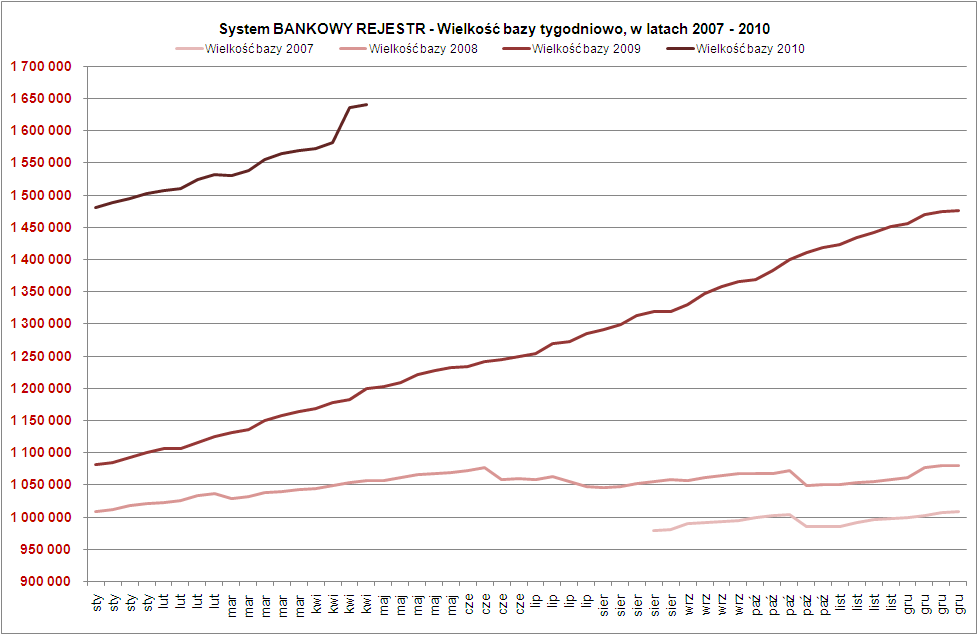 System BANKOWY REJESTR - Wielkość bazy tygodniowo, w latach 2007 - 2010
Wielkość bazy 2007 Wielkość bazy 2008 Wielkość bazy 2009 Wielkość bazy 2010
1 700 000
1 650 000
1 600 000
1 550 000
1 500 000
1 450 000
1 400 000
1 350 000
1 300 000
1 250 000
1 200 000
1 150 000
1 100 000
1 050 000
1 000 000
950 000
900 000
sty sty sty sty lut lut lut lut mar mar mar mar mar kwi kwi kwi kwi maj maj maj maj maj cze cze cze cze lip lip lip lip sier sier sier sier sier wrz wrz wrz wrz paź paź paź paź paź list list list list gru gru gru gru